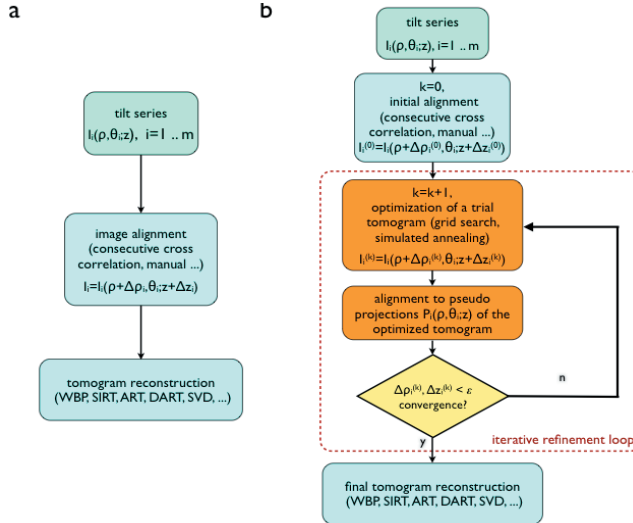 a
tilt series
Iᵢ(ρ,θᵢ;z), i=1 .. m
image alignment
(consecutive cross
correlation, manual ...)
Iᵢ=Iᵢ(ρ+Δρᵢ,θᵢ;z+Δzᵢ)
tomogram reconstruction
(WBP, SIRT, ART, DART, SVD, ...)
b
tilt series
Iᵢ(ρ,θᵢ;z), i=1 .. m
k=0,
initial alignment
(consecutive cross
correlation, manual ...)
Iᵢ⁽⁰⁾=Iᵢ(ρ+Δρᵢ⁽⁰⁾,θᵢ;z+Δzᵢ⁽⁰⁾)
k=k+1,
optimization of a trial
tomogram (grid search,
simulated annealing)
Iᵢ⁽ᵏ⁾=Iᵢ(ρ+Δρᵢ⁽ᵏ⁾,θᵢ;z+Δzᵢ⁽ᵏ⁾)
alignment to pseudo
projections Pᵢ(ρ,θᵢ;z) of the
optimized tomogram
Δρᵢ⁽ᵏ⁾, Δzᵢ⁽ᵏ⁾ < ε
convergence?
n
y
iterative refinement loop
final tomogram reconstruction
(WBP, SIRT, ART, DART, SVD, ...)